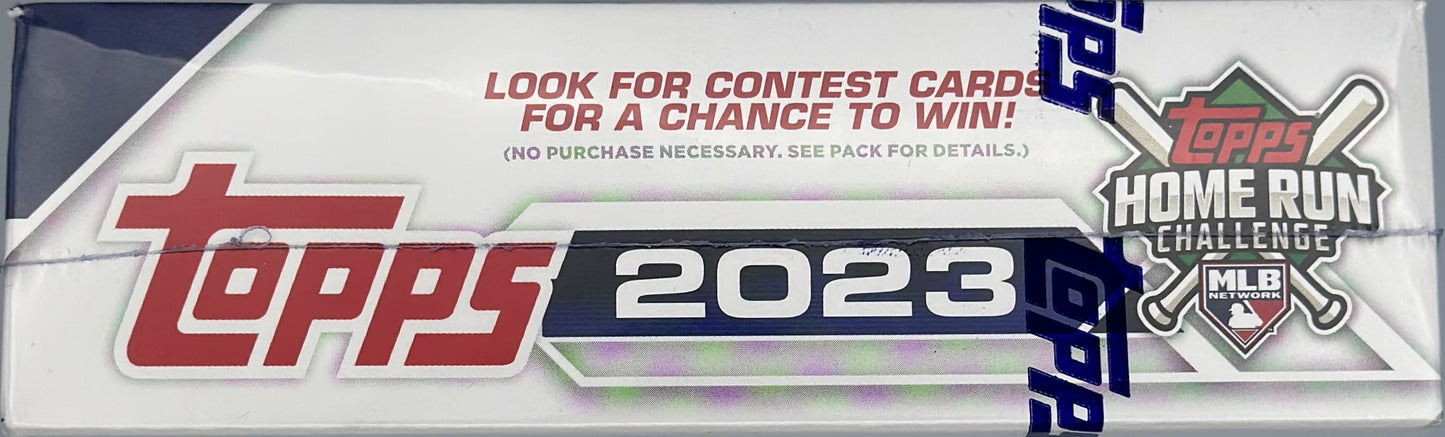 LOOK FOR CONTEST CARDS
FOR A CHANCE TO WIN!
(NO PURCHASE NECESSARY. SEE PACK FOR DETAILS.)
Topps
2023
Topps
HOME RUN
CHALLENGE
MLB
NETWORK
Topps